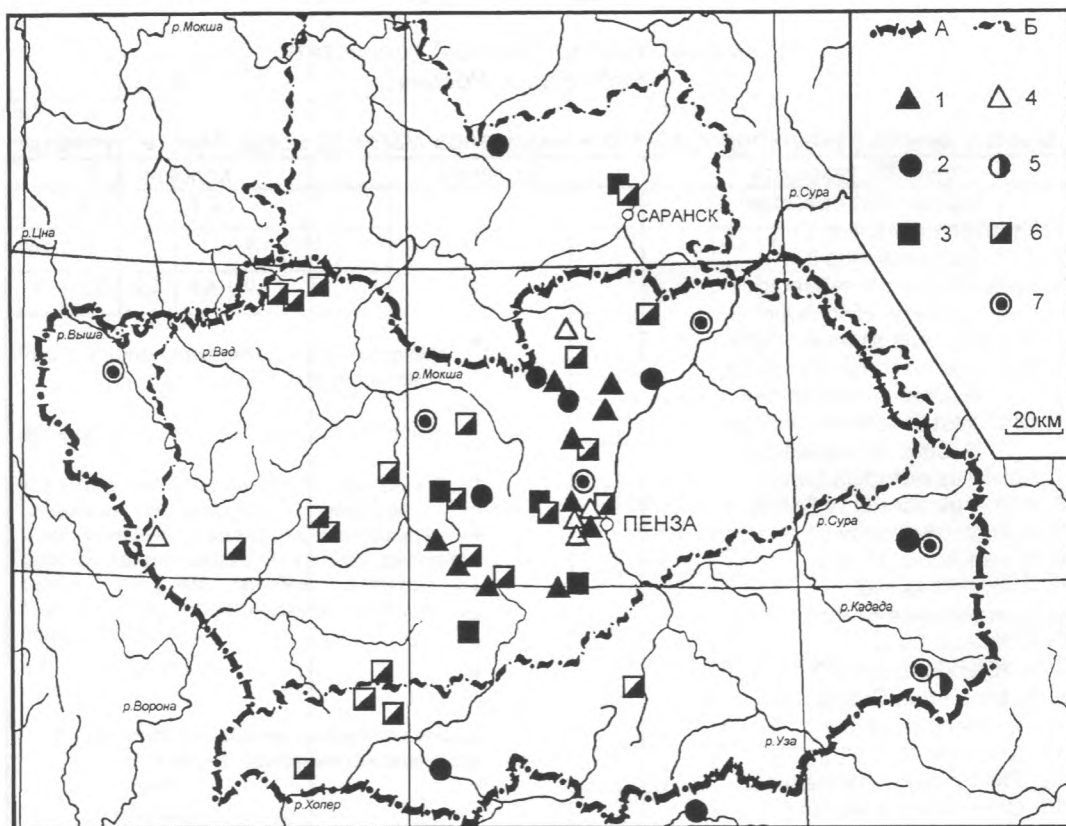 р.Мокша
А Б
1 4
2 5
3 6
7
20км
р.Сура
САРАНСК
р.Цна
р.Выша
р.Вад
р.Мокша
ПЕНЗА
р.Сура
р.Кадада
р.Ворона
р.Уза
р.Хопер